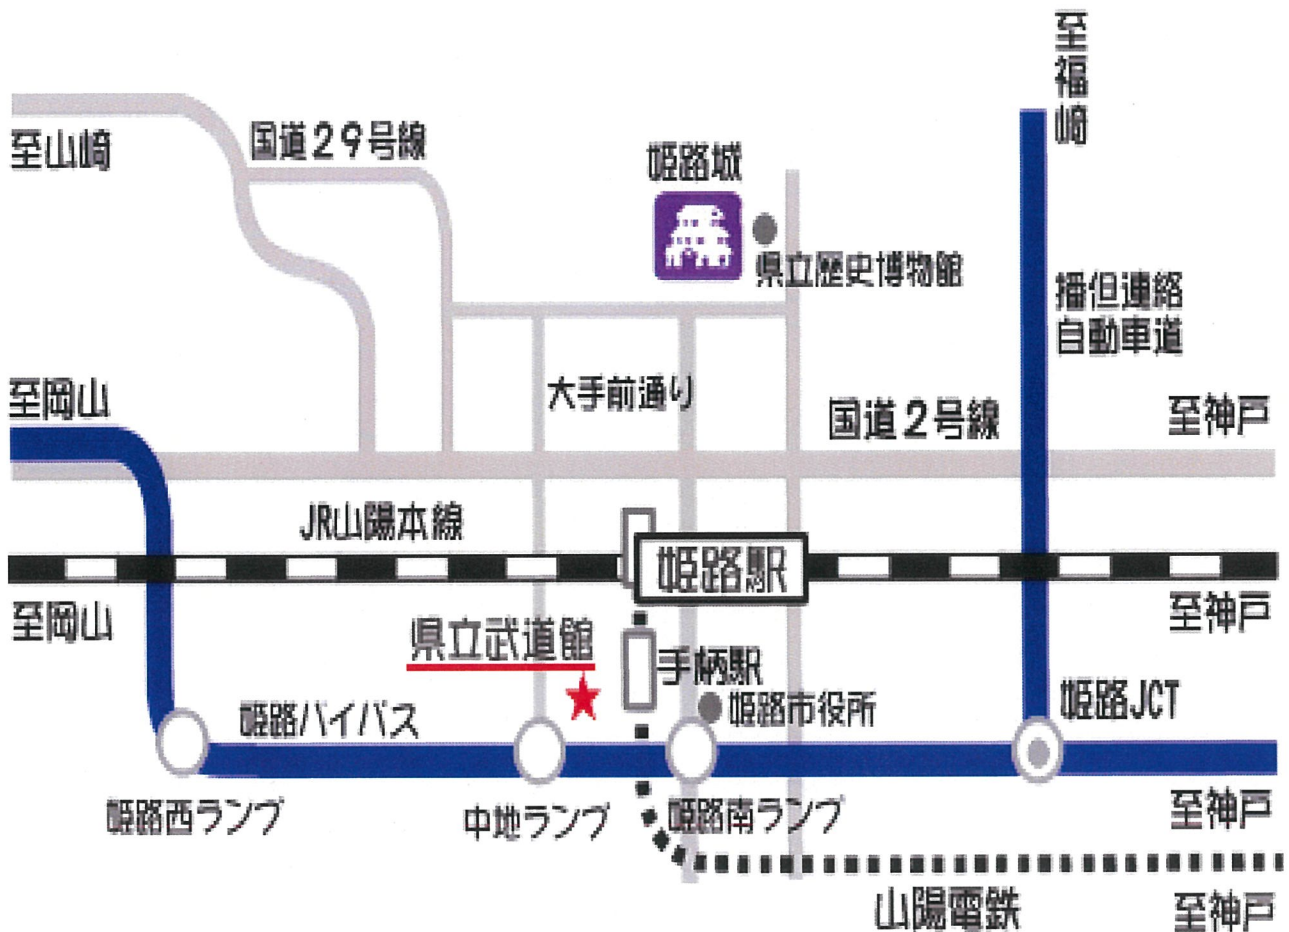 至福崎
至山崎
国道29号線
姫路城
県立歴史博物館
播但連絡
自動車道
至岡山
大手前通り
国道2号線
至神戸
JR山陽本線
姫路駅
至岡山
至神戸
県立武道館
手柄駅
姫路市役所
姫路JCT
姫路バイパス
姫路西ランプ
中地ランプ
姫路南ランプ
至神戸
山陽電鉄
至神戸